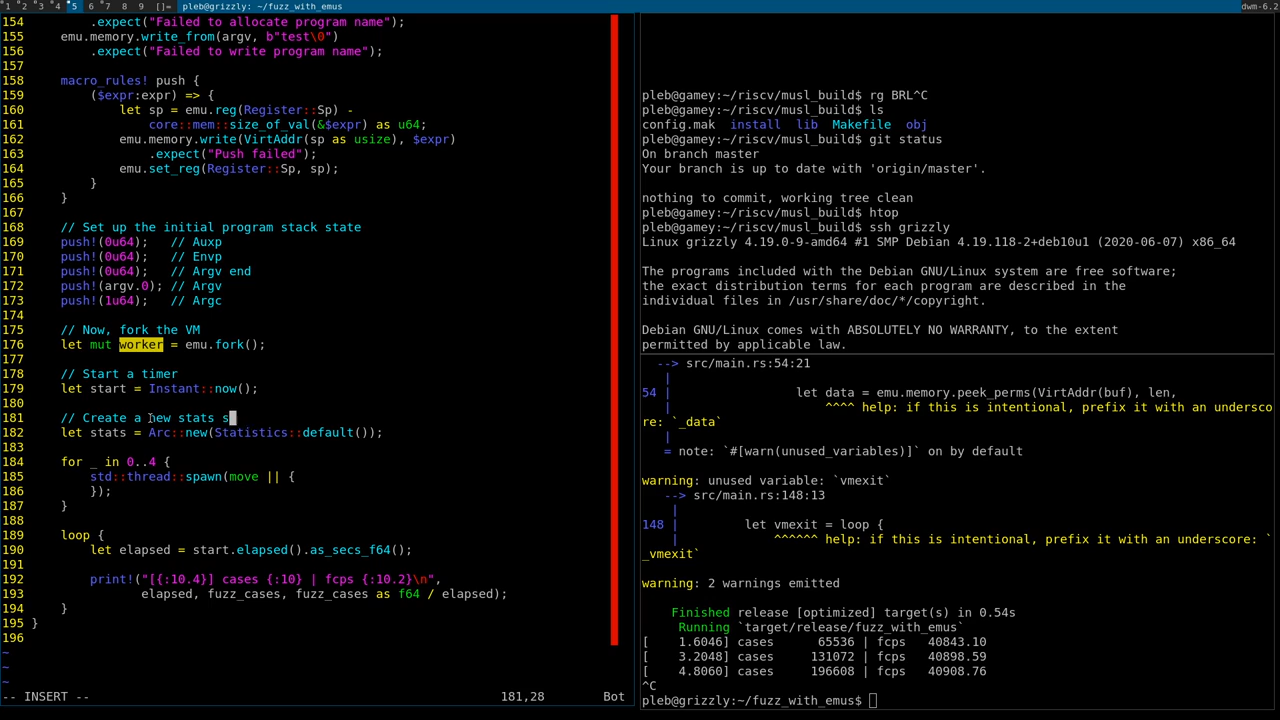 1 2 3 4 5 6 7 8 9 []= pleb@grizzly: ~/fuzz_with_emus dwm-6.2
154         .expect("Failed to allocate program name");
155     emu.memory.write_from(argv, b"test\0")
156         .expect("Failed to write program name");
157
158     macro_rules! push {
159         ($expr:expr) => {
160             let sp = emu.reg(Register::Sp) -
161                 core::mem::size_of_val(&$expr) as u64;
162             emu.memory.write(VirtAddr(sp as usize), $expr)
163                 .expect("Push failed");
164             emu.set_reg(Register::Sp, sp);
165         }
166     }
167
168     // Set up the initial program stack state
169     push!(0u64);   // Auxp
170     push!(0u64);   // Envp
171     push!(0u64);   // Argv end
172     push!(argv.0); // Argv
173     push!(1u64);   // Argc
174
175     // Now, fork the VM
176     let mut worker = emu.fork();
177
178     // Start a timer
179     let start = Instant::now();
180
181     // Create a new stats s
182     let stats = Arc::new(Statistics::default());
183
184     for _ in 0..4 {
185         std::thread::spawn(move || {
186         });
187     }
188
189     loop {
190         let elapsed = start.elapsed().as_secs_f64();
191
192         print!("[{:10.4}] cases {:10} | fcps {:10.2}\n",
193                elapsed, fuzz_cases, fuzz_cases as f64 / elapsed);
194     }
195 }
196
~
~
~
-- INSERT -- 181,28 Bot
pleb@gamey:~/riscv/musl_build$ rg BRL^C
pleb@gamey:~/riscv/musl_build$ ls
config.mak  install  lib  Makefile  obj
pleb@gamey:~/riscv/musl_build$ git status
On branch master
Your branch is up to date with 'origin/master'.

nothing to commit, working tree clean
pleb@gamey:~/riscv/musl_build$ htop
pleb@gamey:~/riscv/musl_build$ ssh grizzly
Linux grizzly 4.19.0-9-amd64 #1 SMP Debian 4.19.118-2+deb10u1 (2020-06-07) x86_64

The programs included with the Debian GNU/Linux system are free software;
the exact distribution terms for each program are described in the
individual files in /usr/share/doc/*/copyright.

Debian GNU/Linux comes with ABSOLUTELY NO WARRANTY, to the extent
permitted by applicable law.
  --> src/main.rs:54:21
   |
54 |                 let data = emu.memory.peek_perms(VirtAddr(buf), len,
   |                     ^^^^ help: if this is intentional, prefix it with an undersco
re: `_data`
   |
   = note: `#[warn(unused_variables)]` on by default

warning: unused variable: `vmexit`
   --> src/main.rs:148:13
    |
148 |         let vmexit = loop {
    |             ^^^^^^ help: if this is intentional, prefix it with an underscore: `
_vmexit`

warning: 2 warnings emitted

    Finished release [optimized] target(s) in 0.54s
     Running `target/release/fuzz_with_emus`
[    1.6046] cases      65536 | fcps   40843.10
[    3.2048] cases     131072 | fcps   40898.59
[    4.8060] cases     196608 | fcps   40908.76
^C
pleb@grizzly:~/fuzz_with_emus$